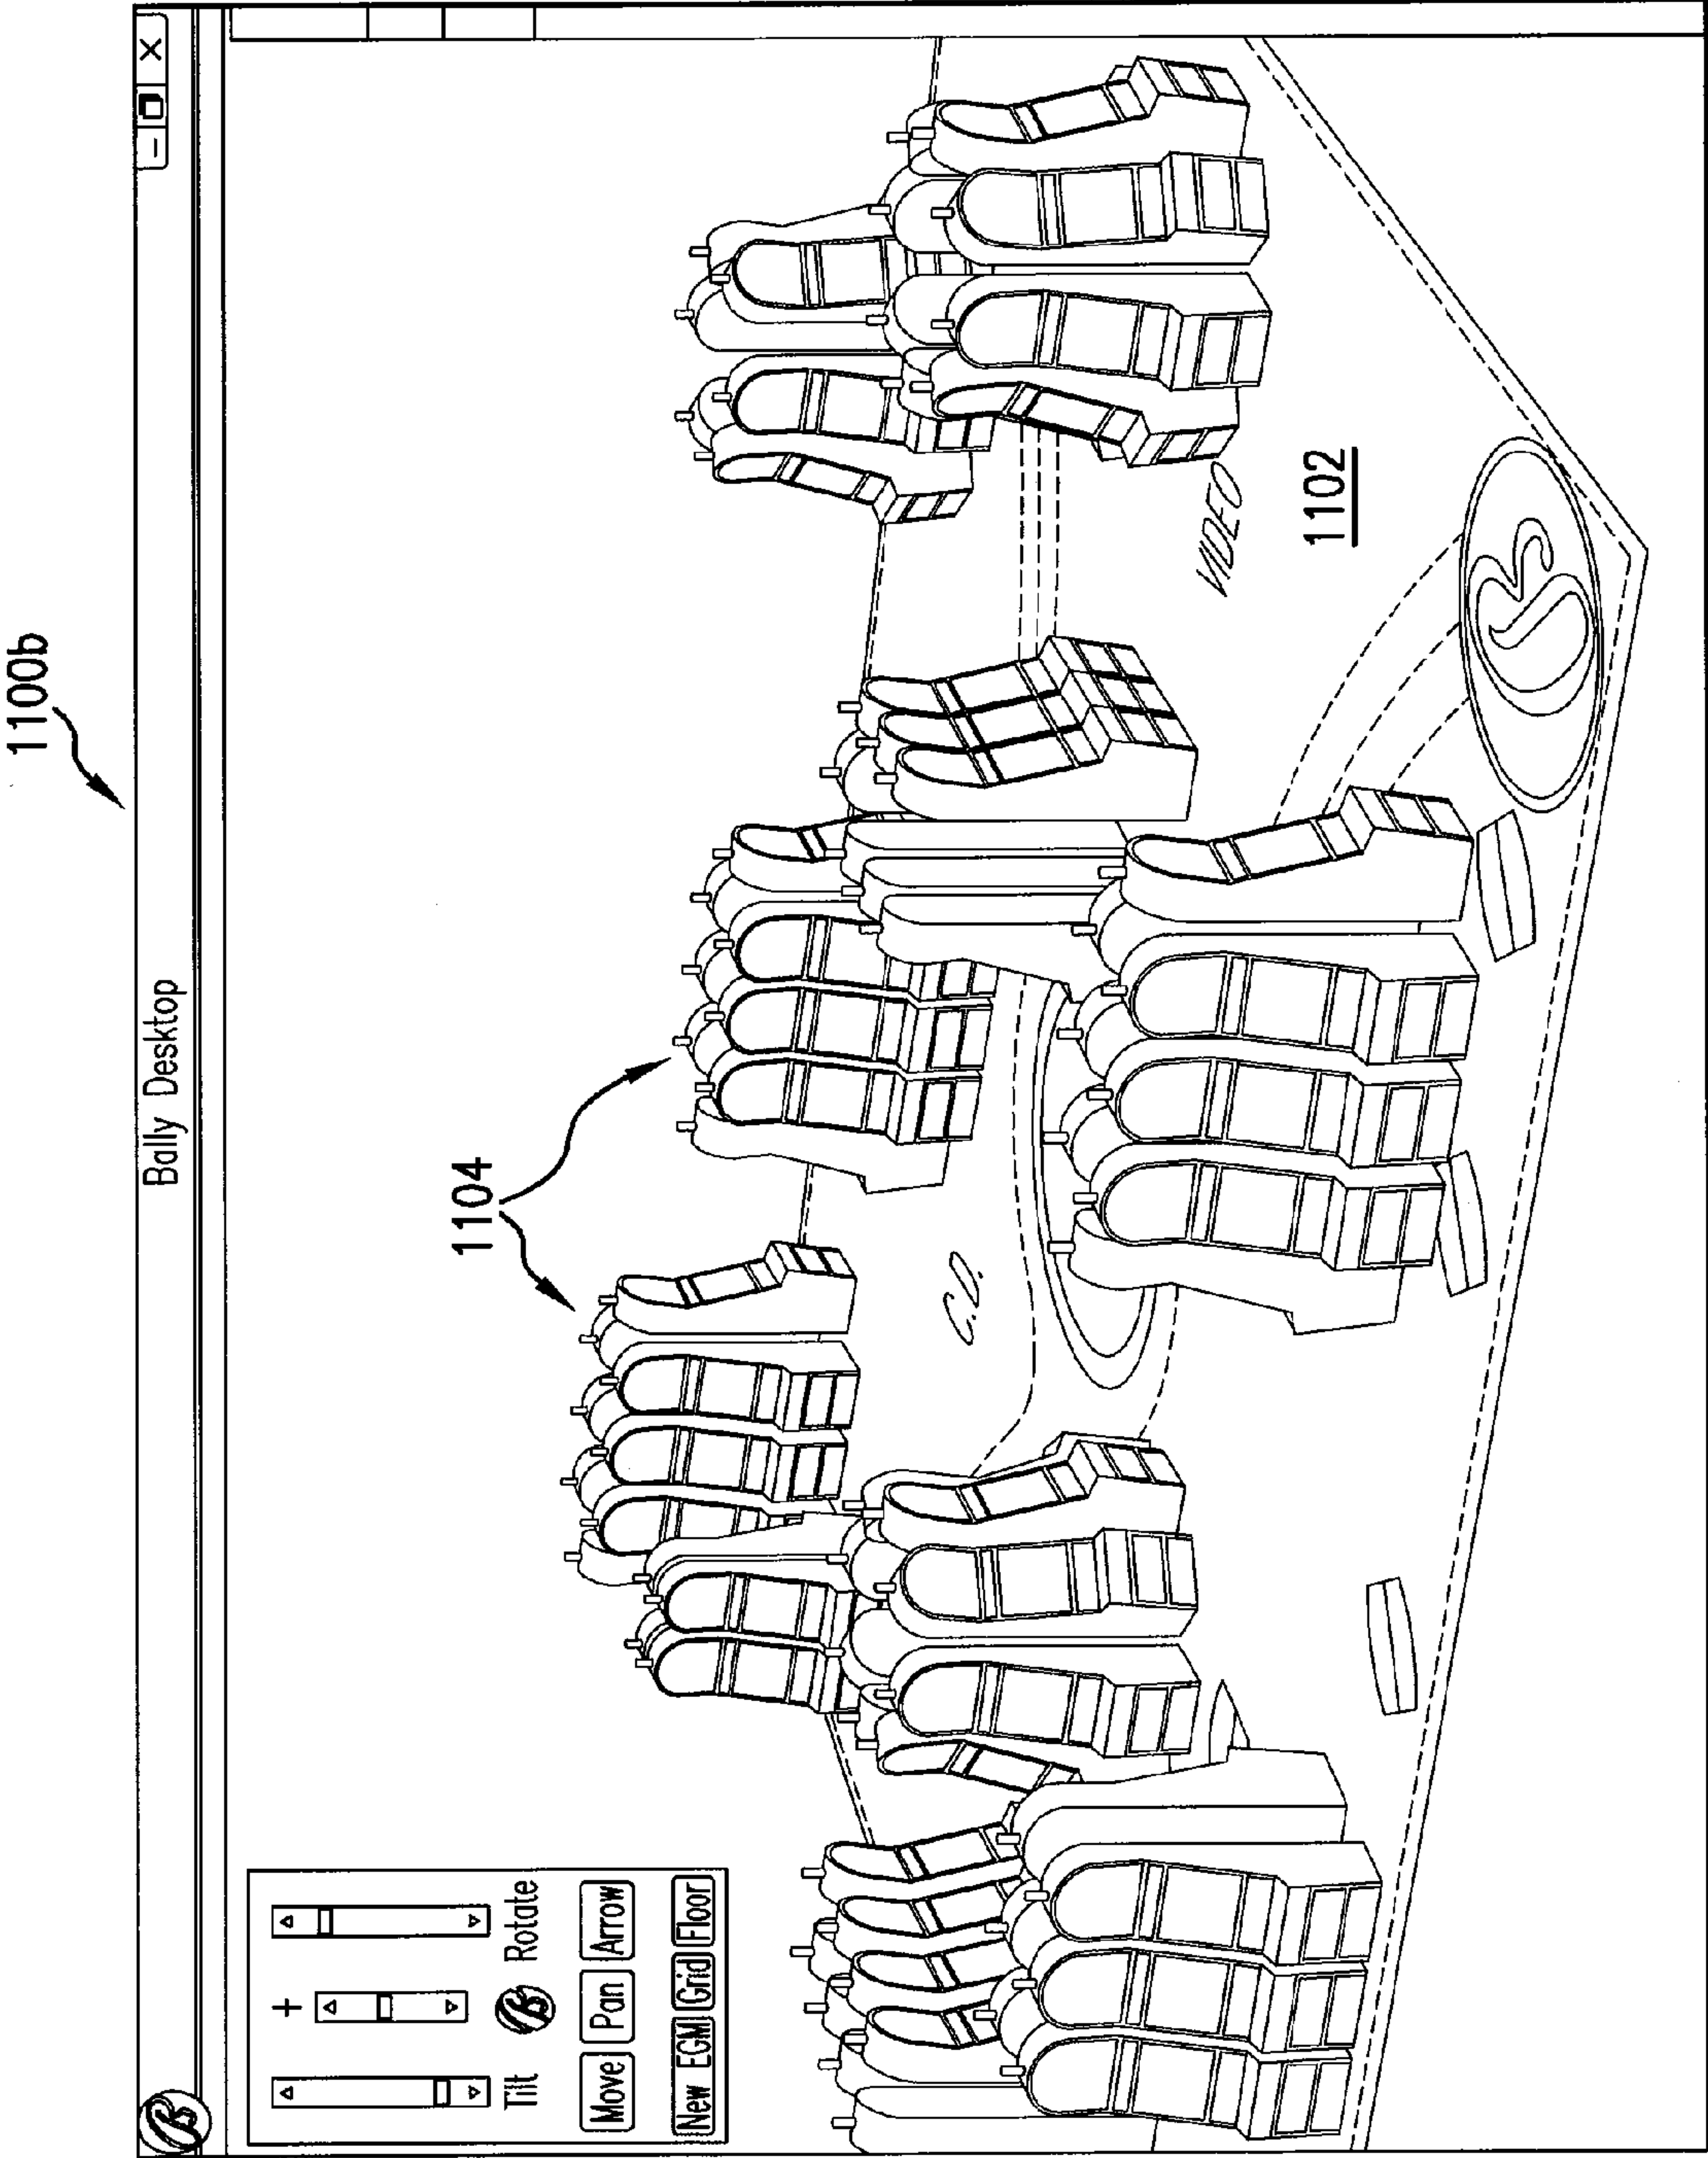 1100b
Bally Desktop
Tilt
+
Rotate
Move Pan Arrow
New EGM Grid Floor
1104
C.D.
VIDEO
1102